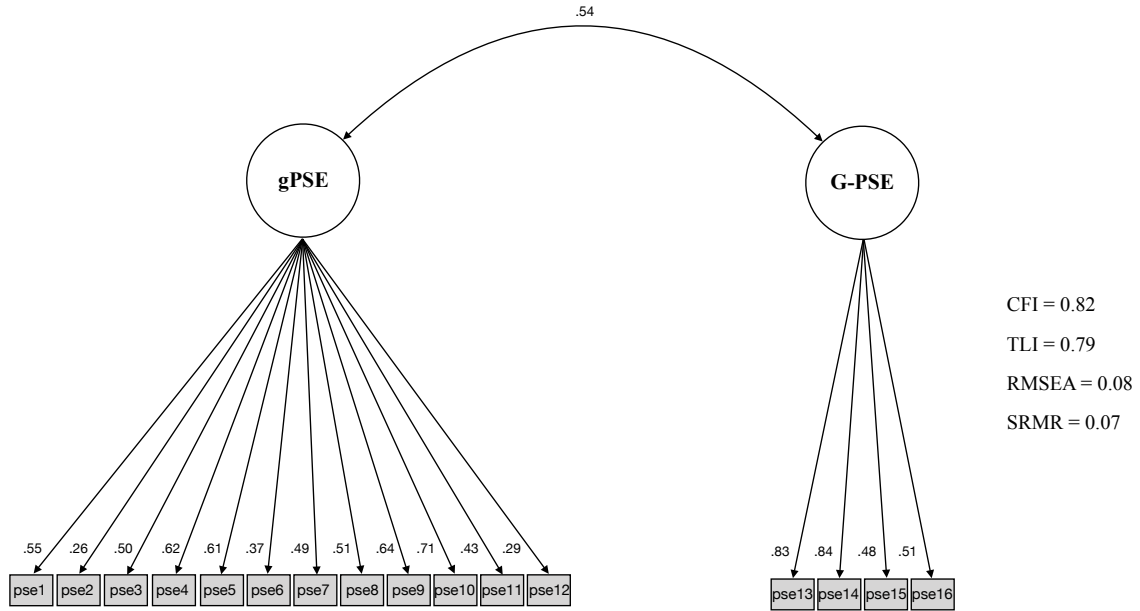 .54
gPSE
G-PSE
CFI = 0.82
TLI = 0.79
RMSEA = 0.08
SRMR = 0.07
.55 .26 .50 .62 .61 .37 .49 .51 .64 .71 .43 .29
.83 .84 .48 .51
pse1 pse2 pse3 pse4 pse5 pse6 pse7 pse8 pse9 pse10 pse11 pse12
pse13 pse14 pse15 pse16